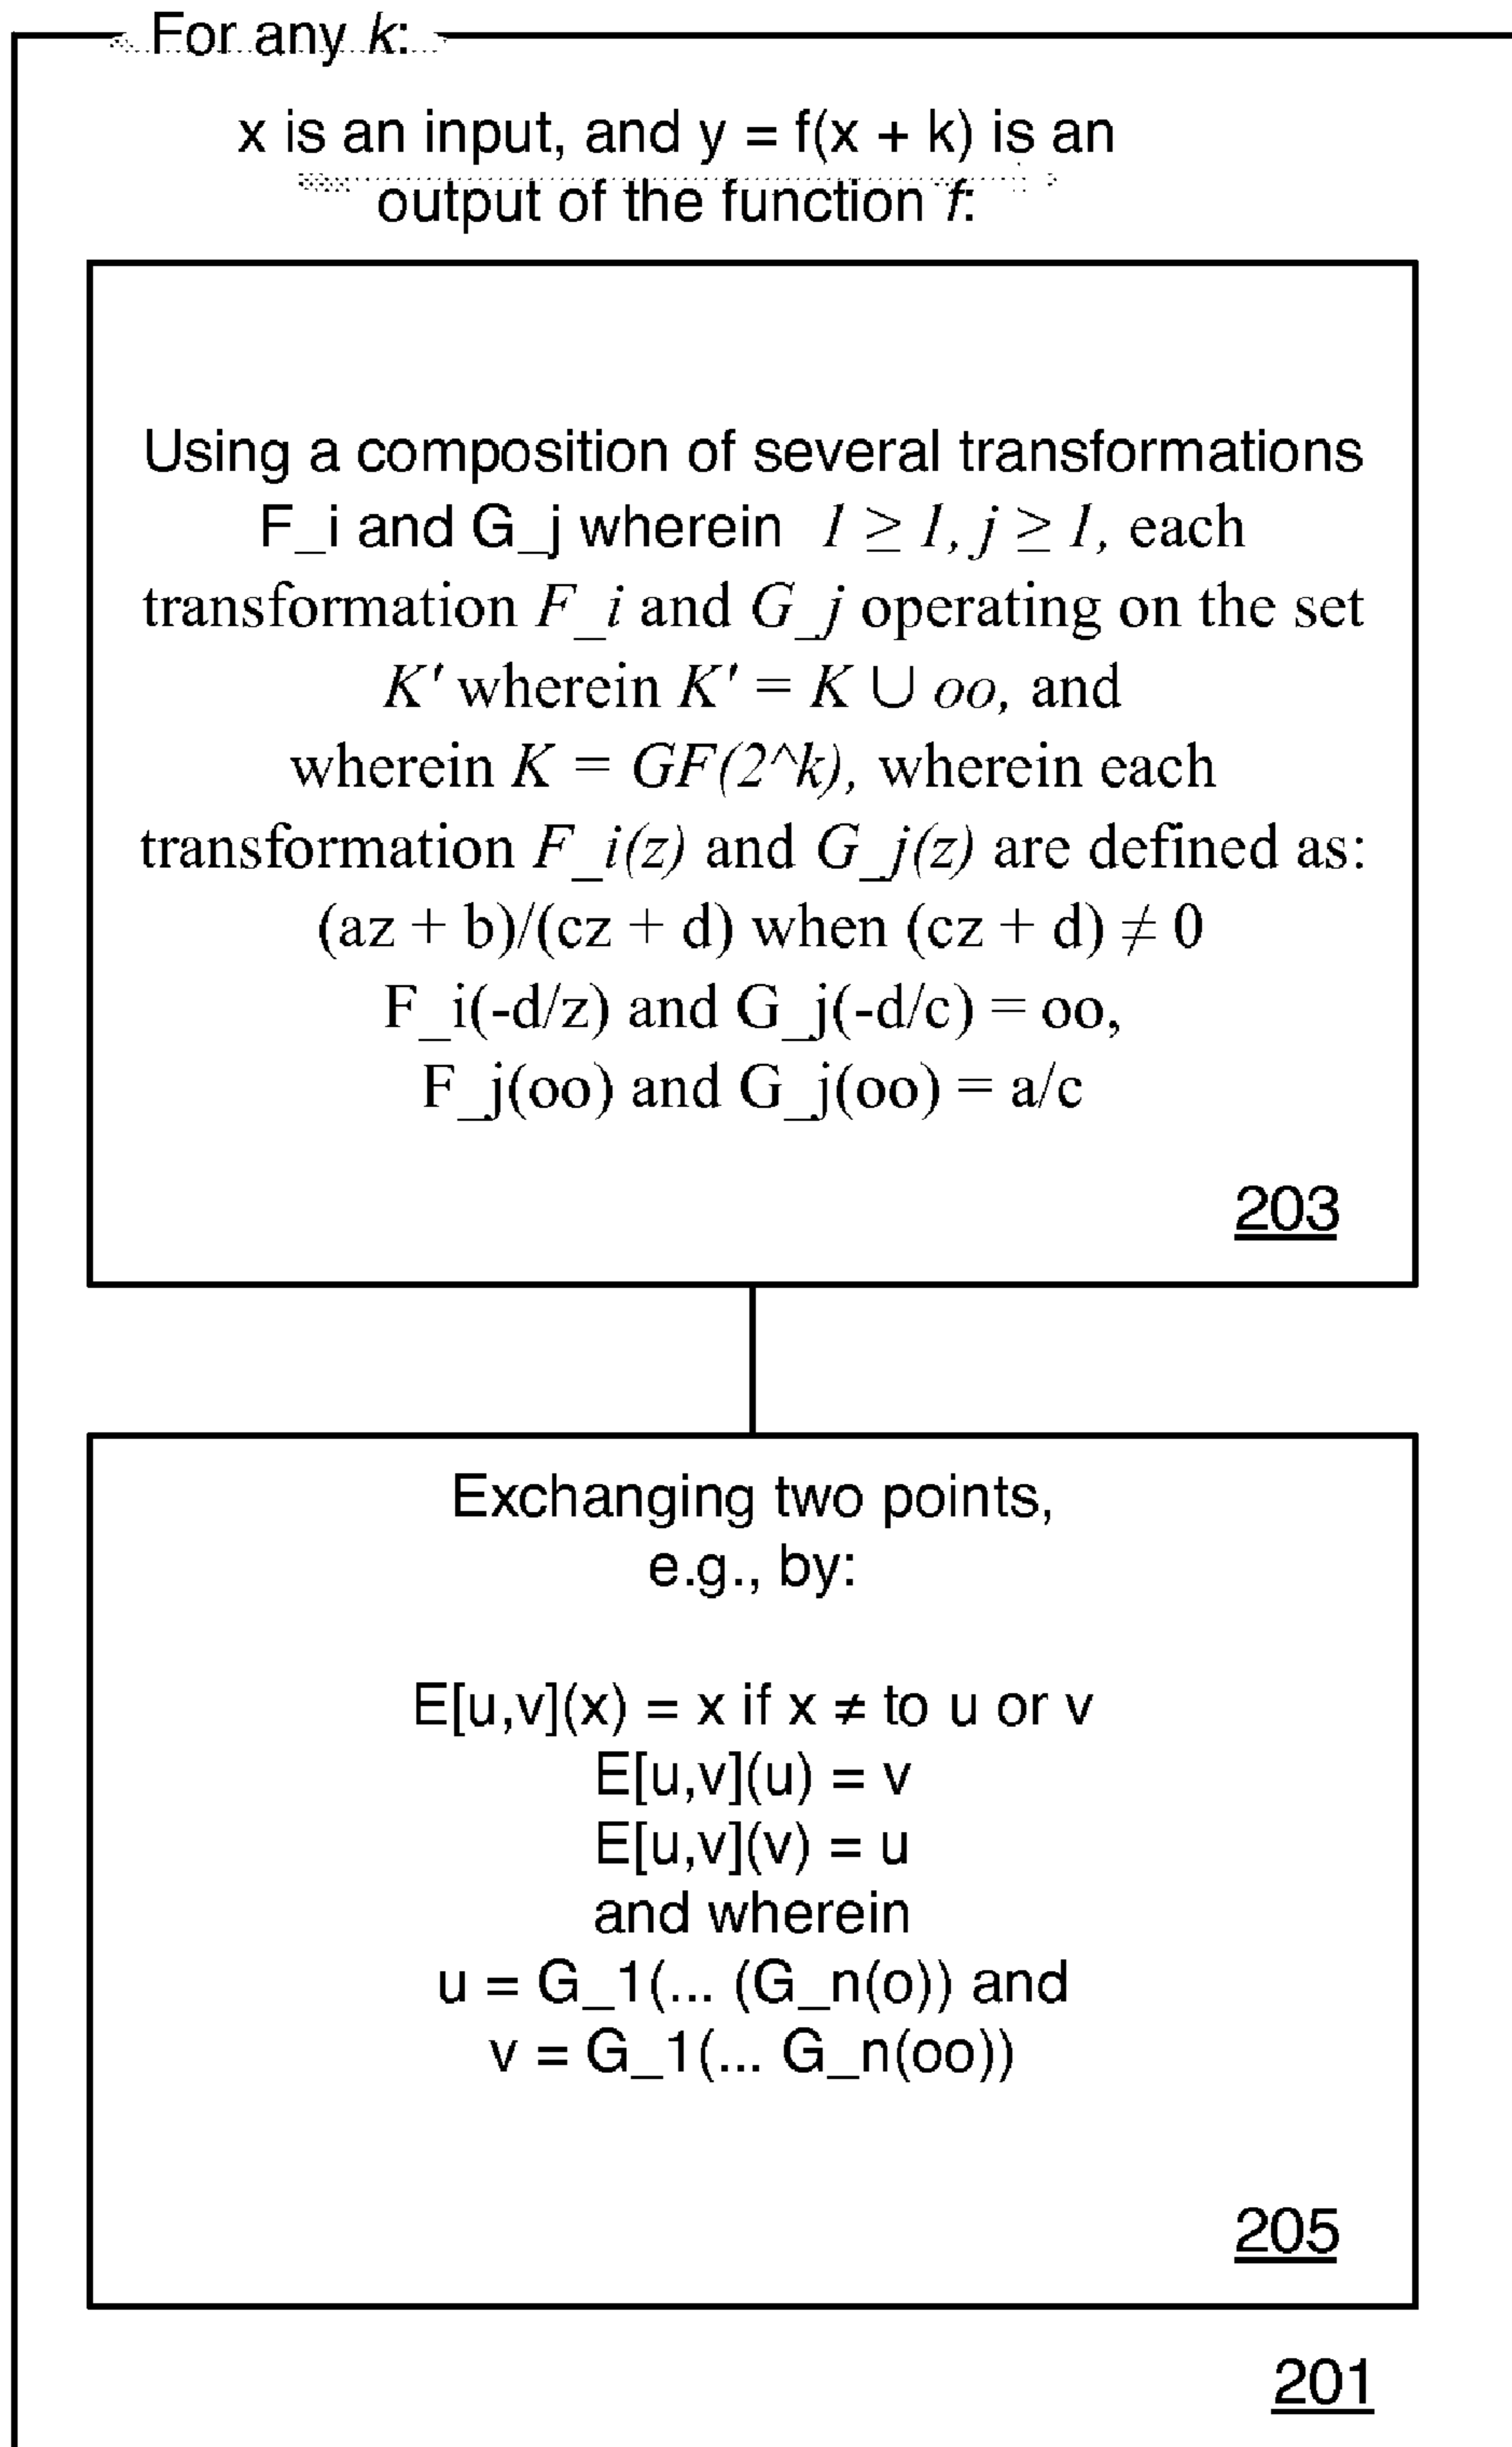 For any k:
x is an input, and y = f(x + k) is an
output of the function f:
Using a composition of several transformations
F_i and G_j wherein 1 ≥ 1, j ≥ 1, each
transformation F_i and G_j operating on the set
K' wherein K' = K ∪ oo, and
wherein K = GF(2^k), wherein each
transformation F_i(z) and G_j(z) are defined as:
(az + b)/(cz + d) when (cz + d) ≠ 0
F_i(-d/z) and G_j(-d/c) = oo,
F_j(oo) and G_j(oo) = a/c
203
Exchanging two points,
e.g., by:
E[u,v](x) = x if x ≠ to u or v
E[u,v](u) = v
E[u,v](v) = u
and wherein
u = G_1(... (G_n(o)) and
v = G_1(... G_n(oo))
205
201